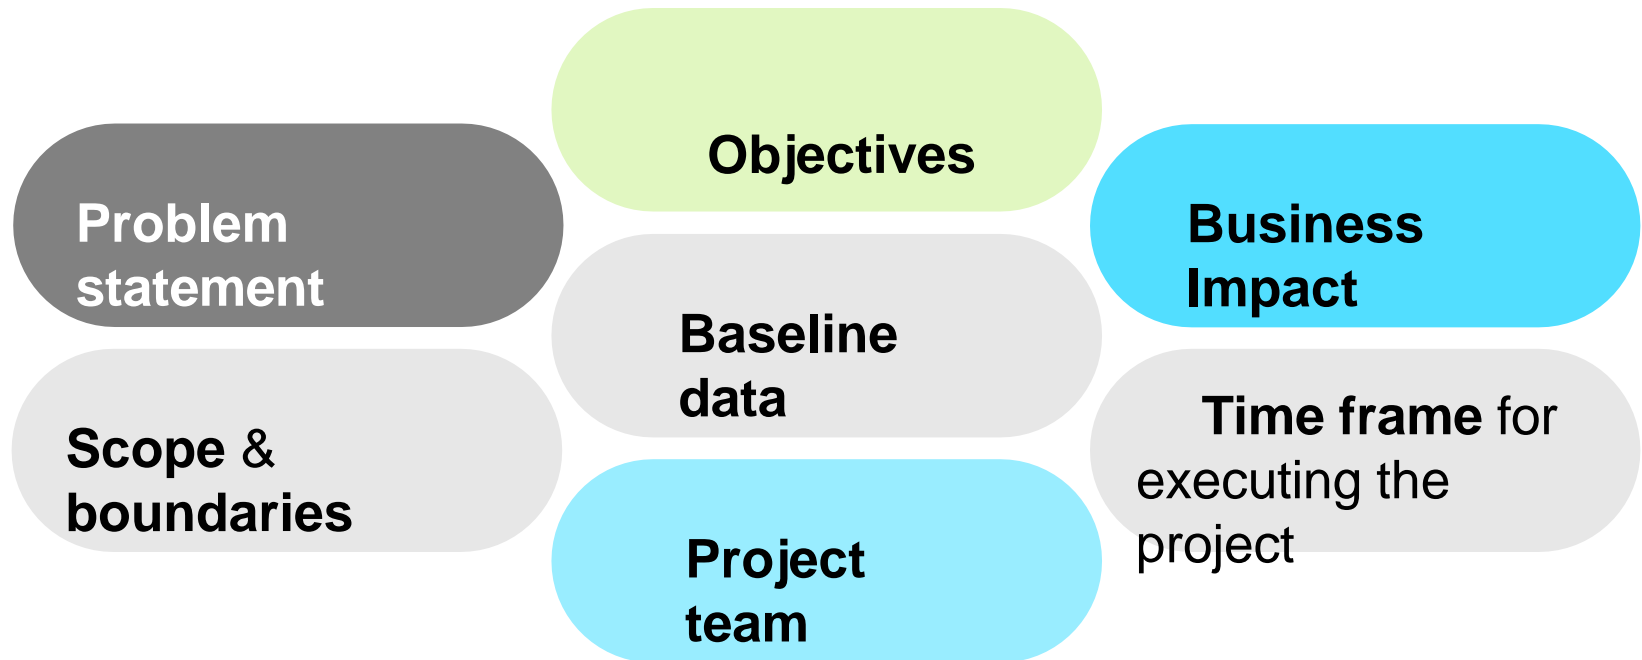 Problem
statement
Scope &
boundaries
Objectives
Baseline
data
Project
team
Business
Impact
Time frame for
executing the
project